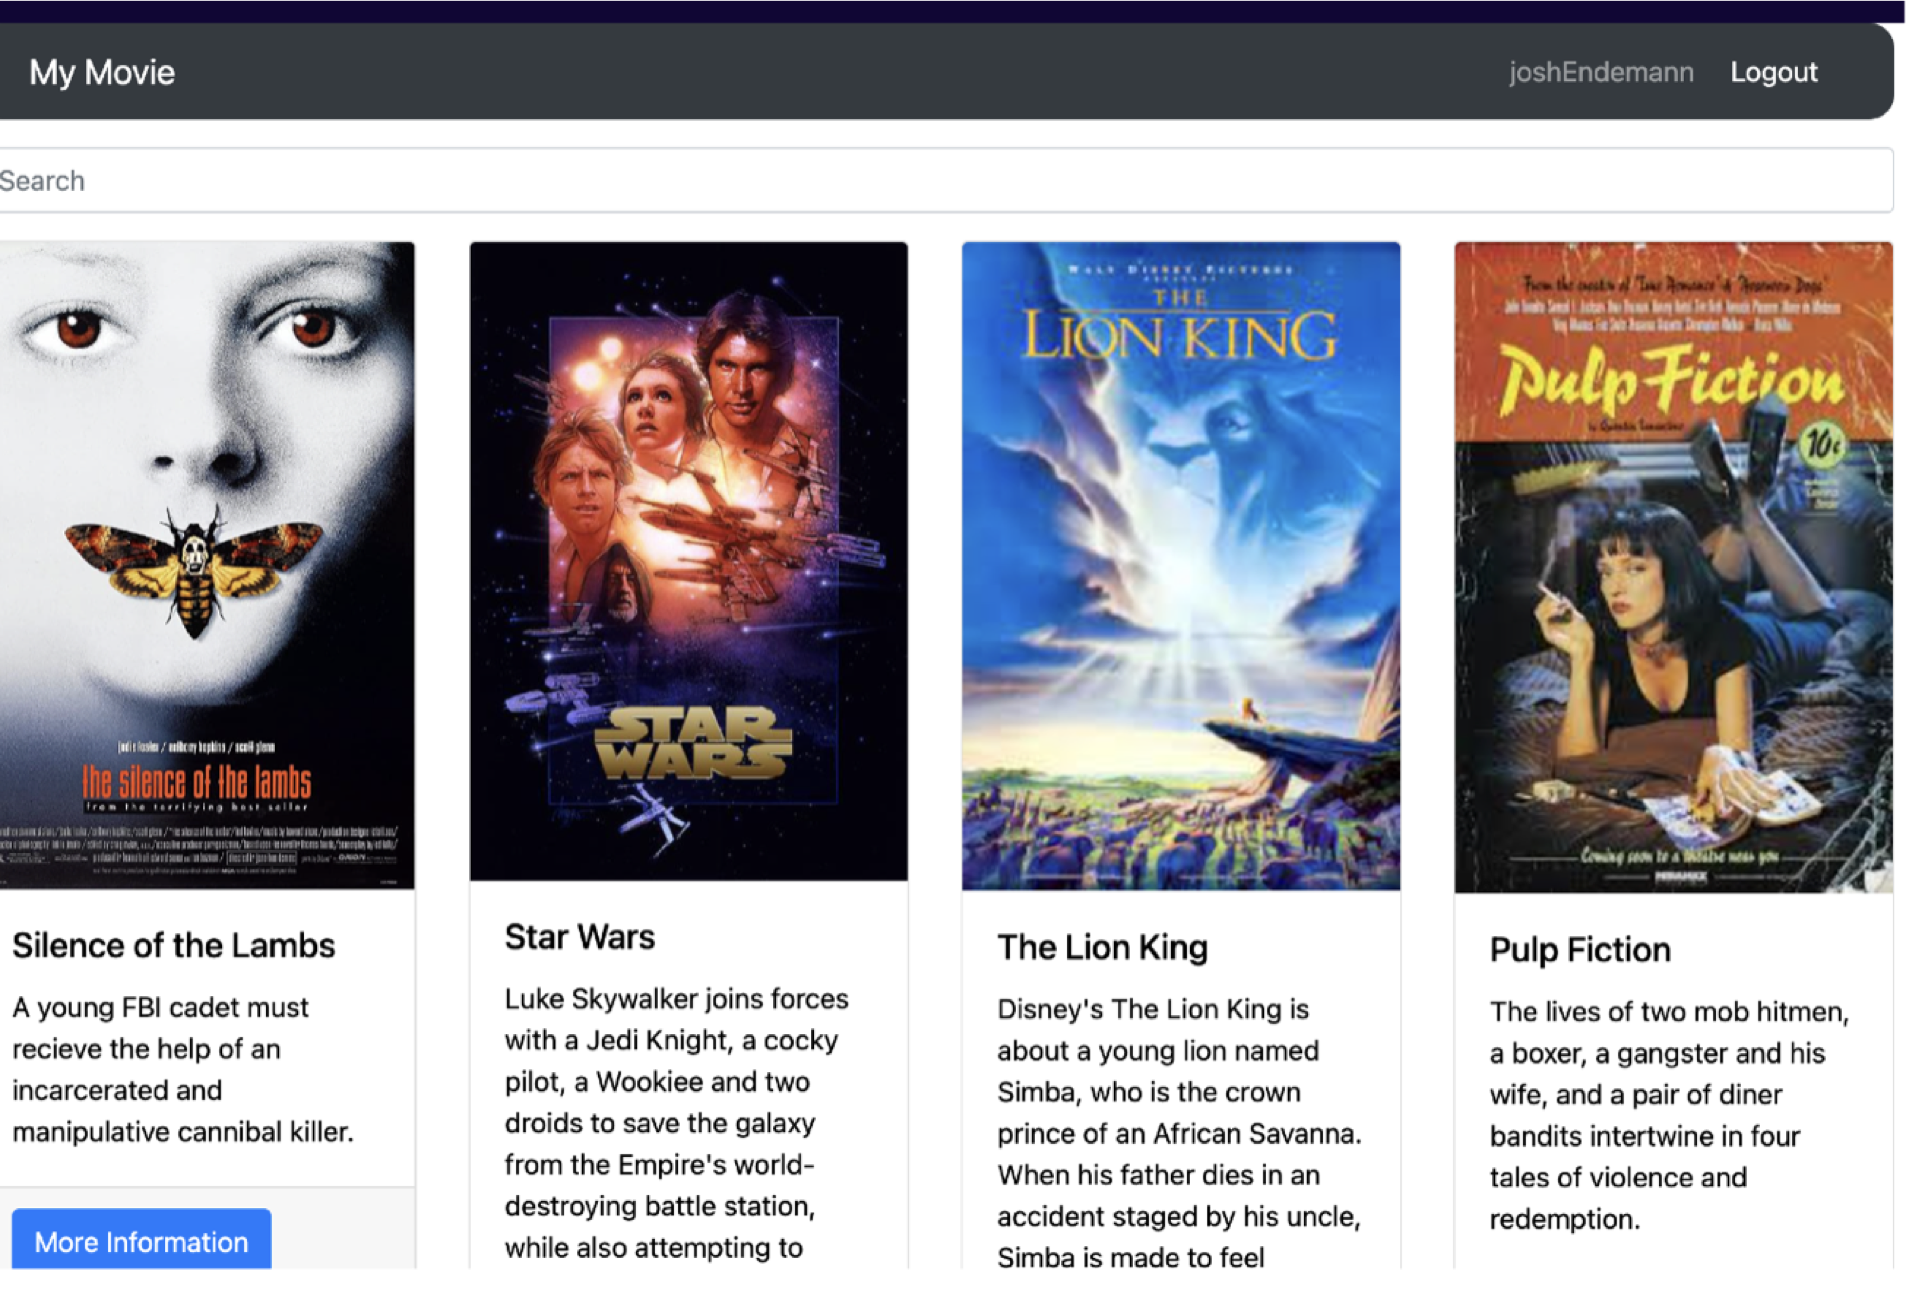 My Movie
joshEndemann
Logout
Search
jodie foster / anthony hopkins / scott glenn
the silence of the lambs
from the terrifying best seller
STAR
WARS
WALT DISNEY PICTURES
PRESENTS
THE
LION KING
Pulp Fiction
by Quentin Tarantino
10¢
Coming soon to a theatre near you
MIRAMAX
Silence of the Lambs
A young FBI cadet must
recieve the help of an
incarcerated and
manipulative cannibal killer.
More Information
Star Wars
Luke Skywalker joins forces
with a Jedi Knight, a cocky
pilot, a Wookiee and two
droids to save the galaxy
from the Empire's world-
destroying battle station,
while also attempting to
The Lion King
Disney's The Lion King is
about a young lion named
Simba, who is the crown
prince of an African Savanna.
When his father dies in an
accident staged by his uncle,
Simba is made to feel
Pulp Fiction
The lives of two mob hitmen,
a boxer, a gangster and his
wife, and a pair of diner
bandits intertwine in four
tales of violence and
redemption.